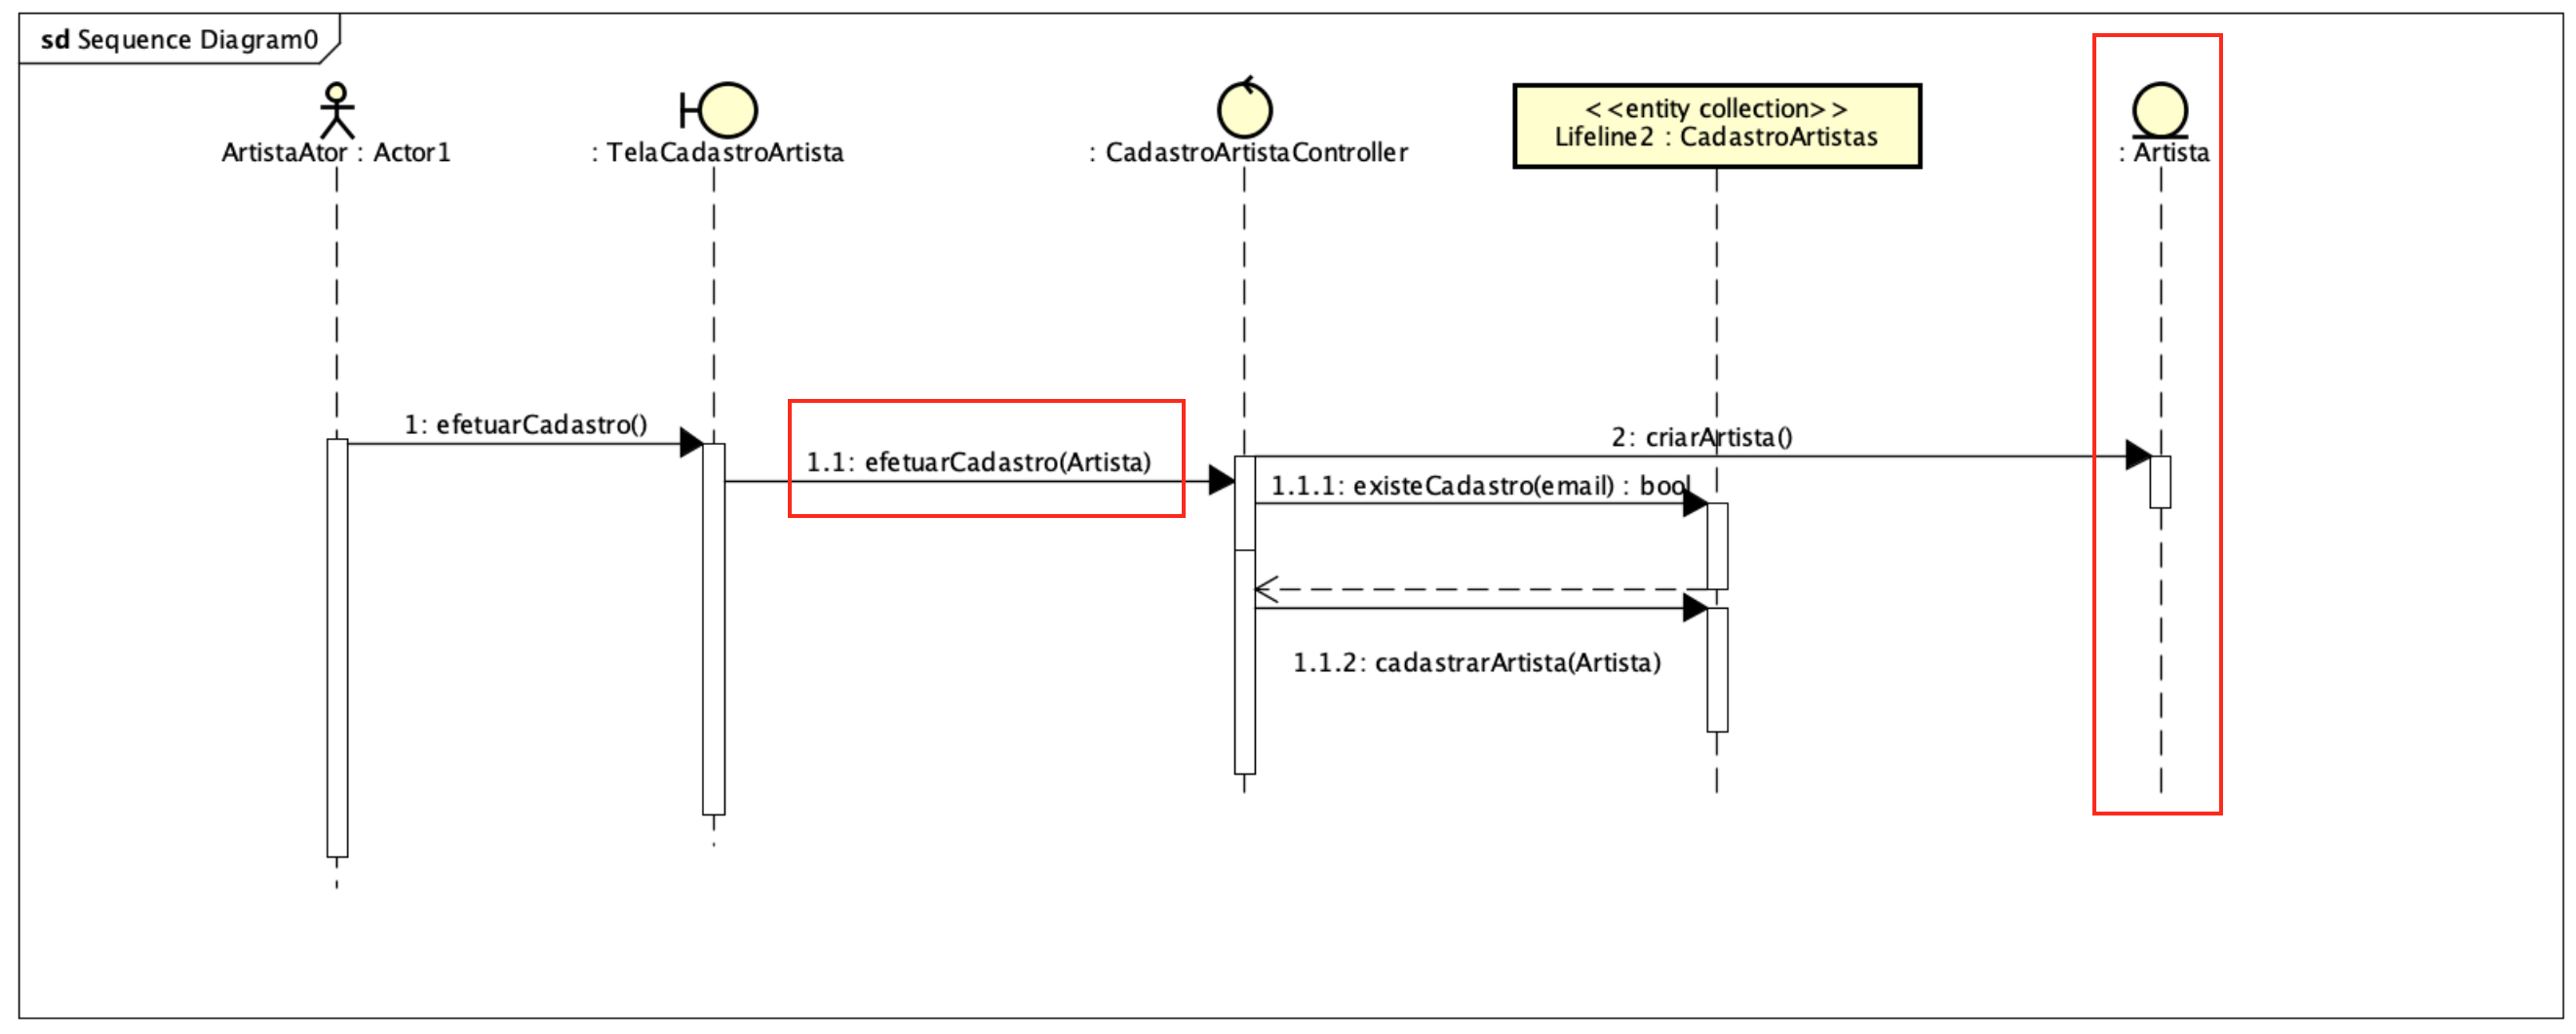 sd Sequence Diagram0
ArtistaAtor : Actor1
: TelaCadastroArtista
: CadastroArtistaController
<<entity collection>>
Lifeline2 : CadastroArtistas
: Artista
1: efetuarCadastro()
1.1: efetuarCadastro(Artista)
2: criarArtista()
1.1.1: existeCadastro(email) : bool
1.1.2: cadastrarArtista(Artista)